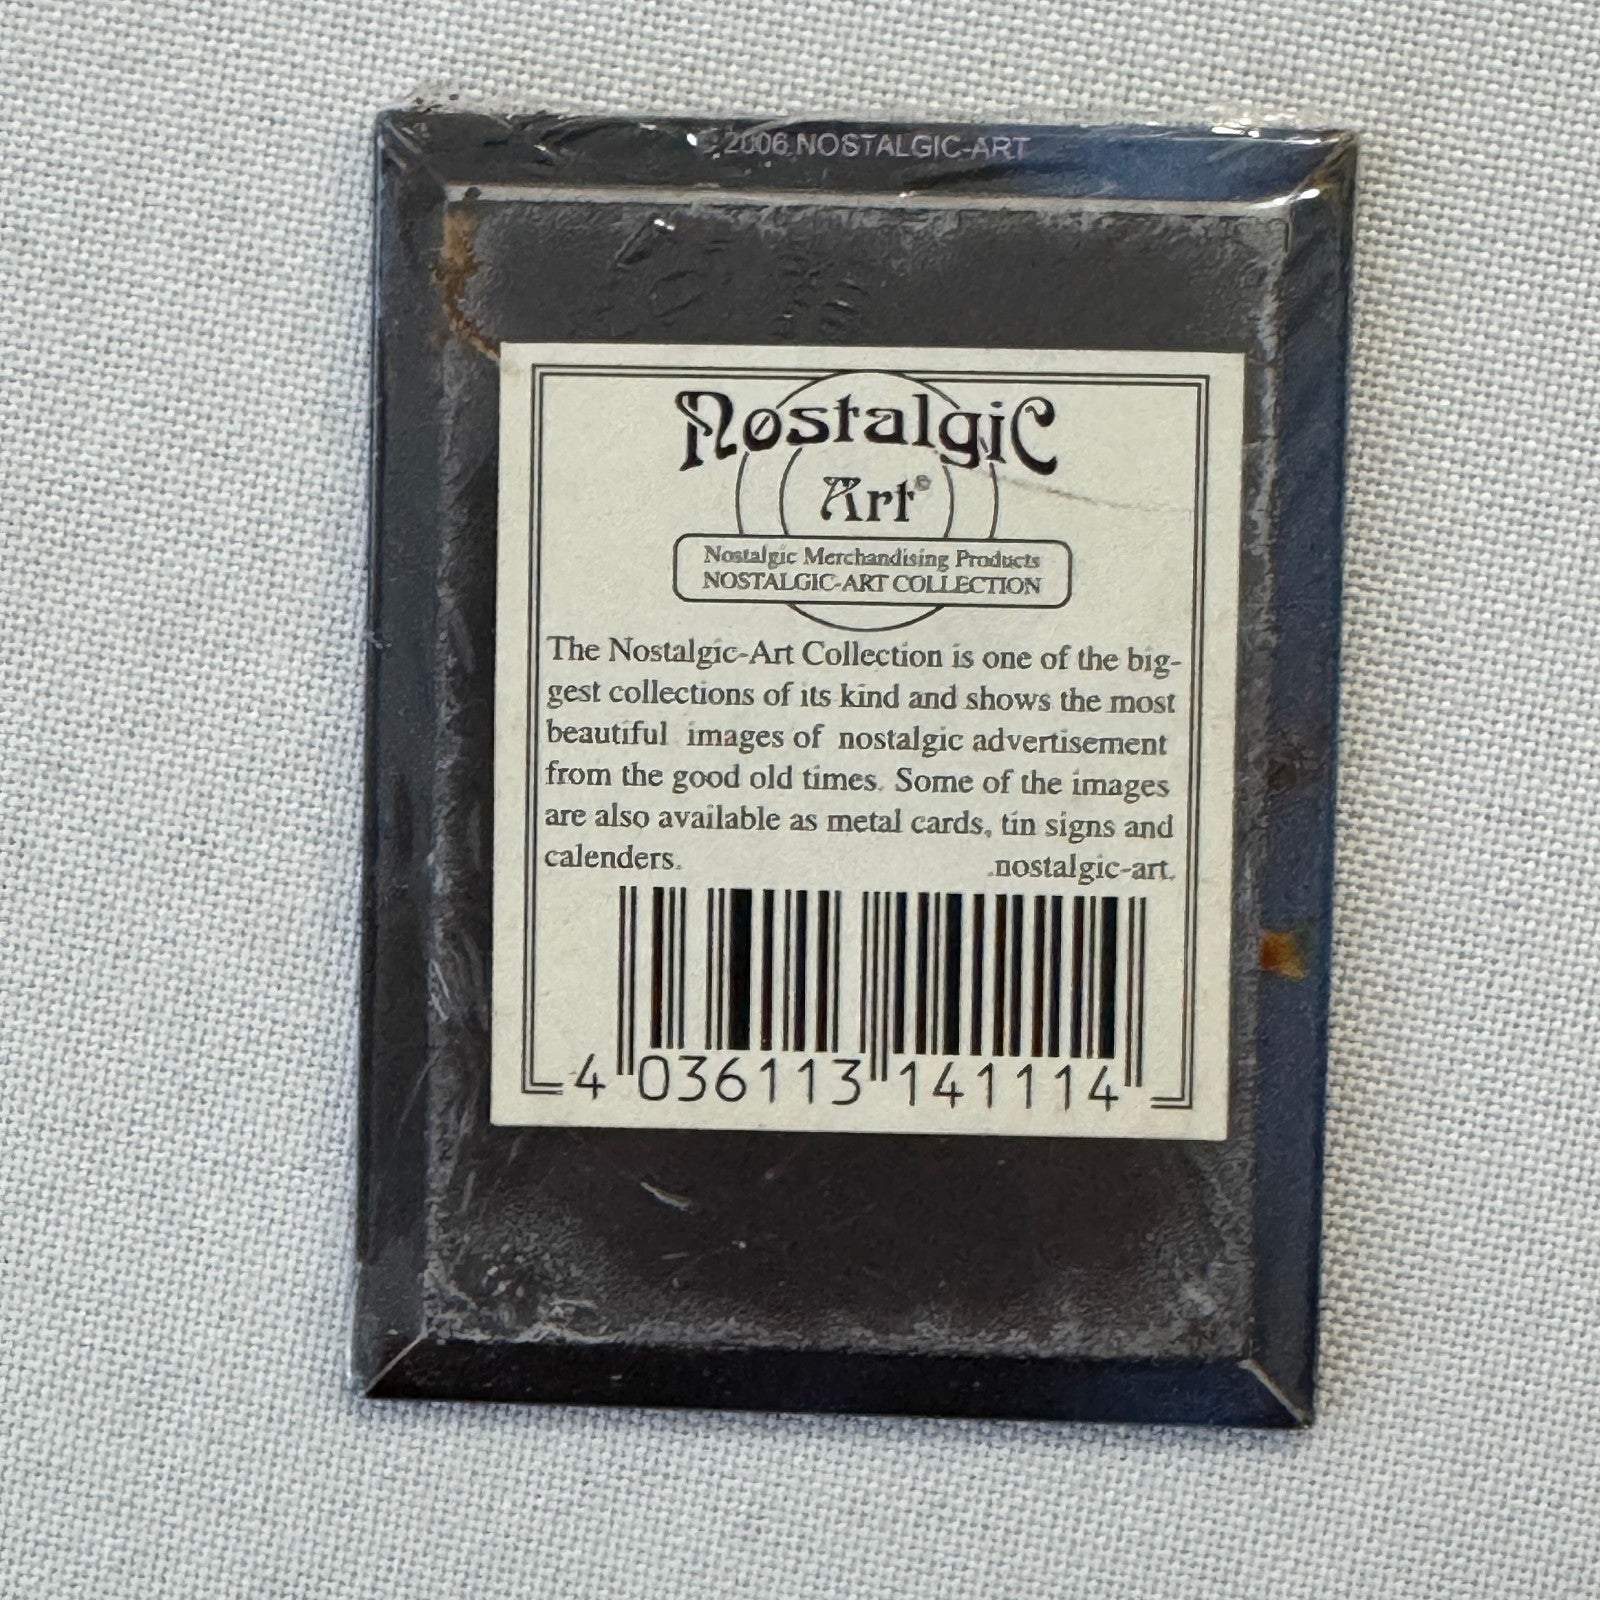 © 2006 NOSTALGIC-ART
Nostalgic
Art®
Nostalgic Merchandising Products
NOSTALGIC-ART COLLECTION
The Nostalgic-Art Collection is one of the big-
gest collections of its kind and shows the most
beautiful images of nostalgic advertisement
from the good old times. Some of the images
are also available as metal cards, tin signs and
calenders. .nostalgic-art.
4 036113 141114